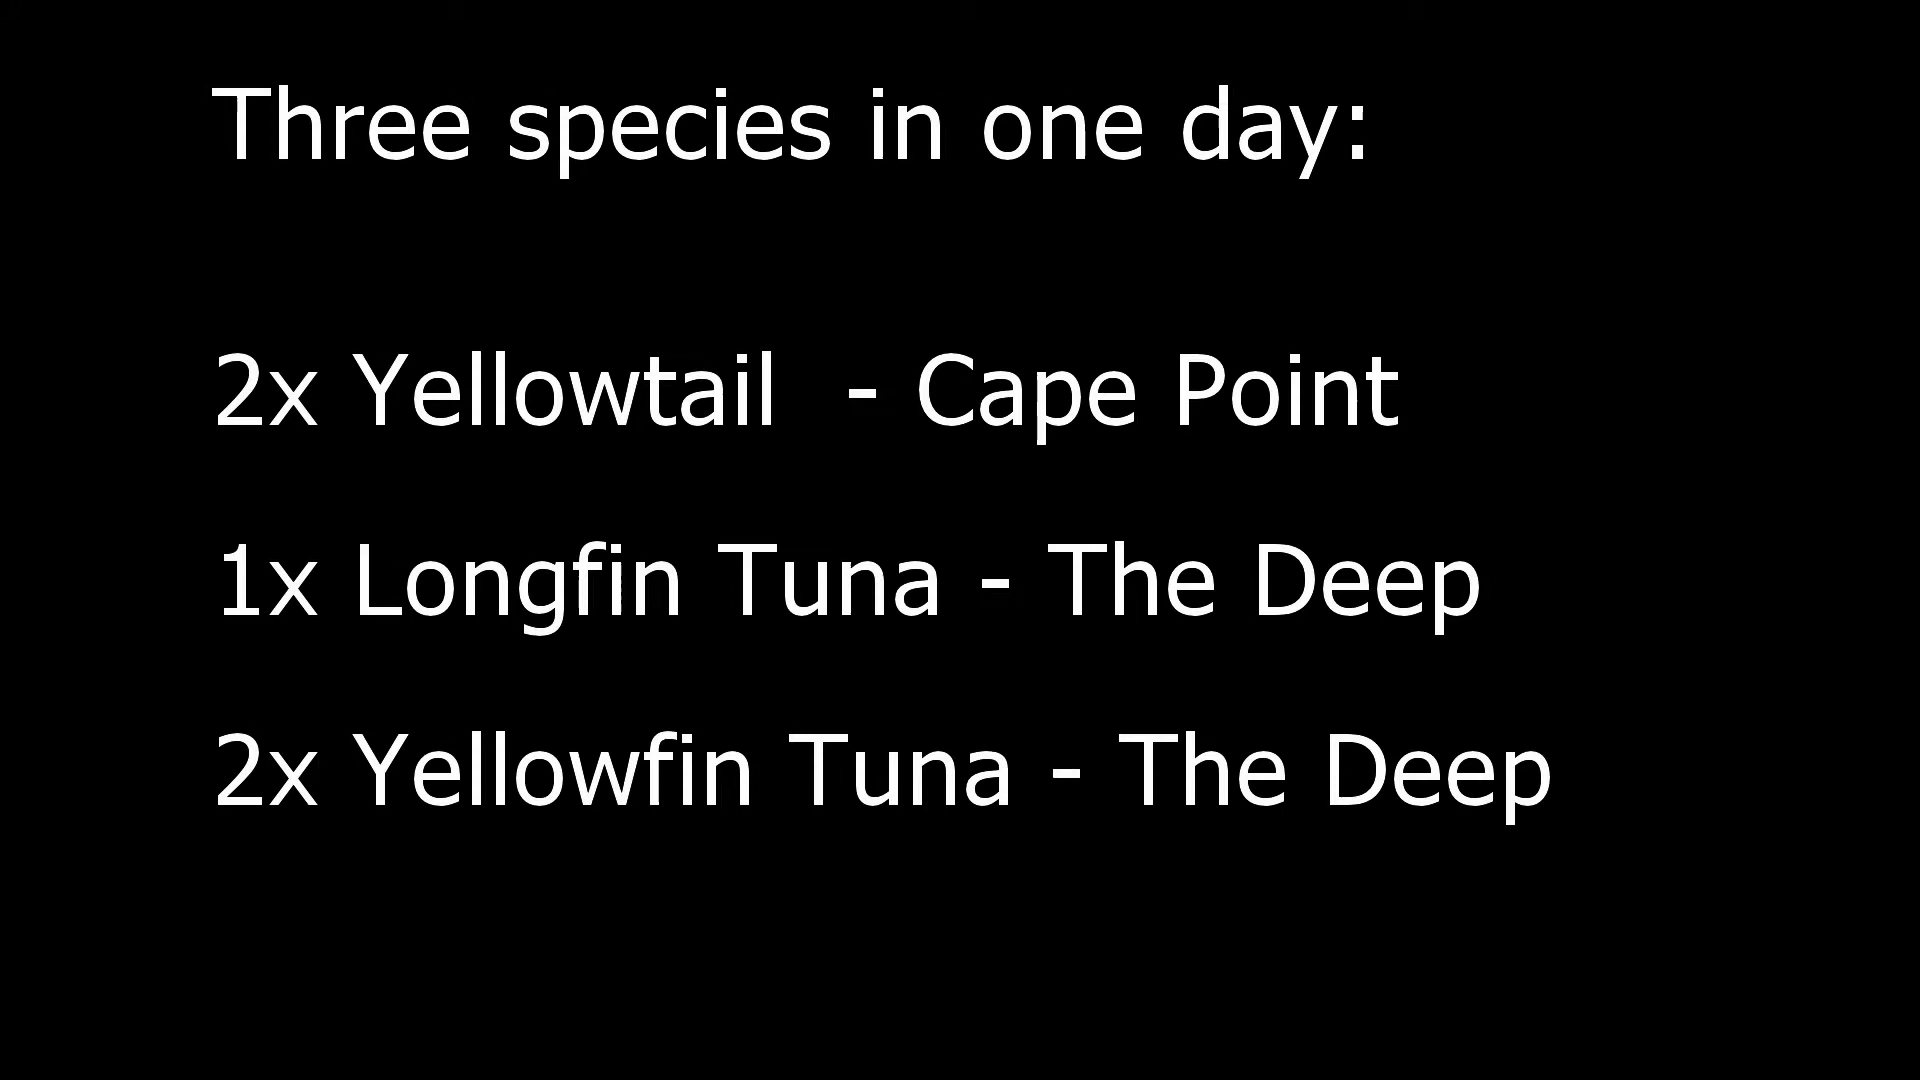 Three species in one day:
2x Yellowtail  - Cape Point
1x Longfin Tuna - The Deep
2x Yellowfin Tuna - The Deep